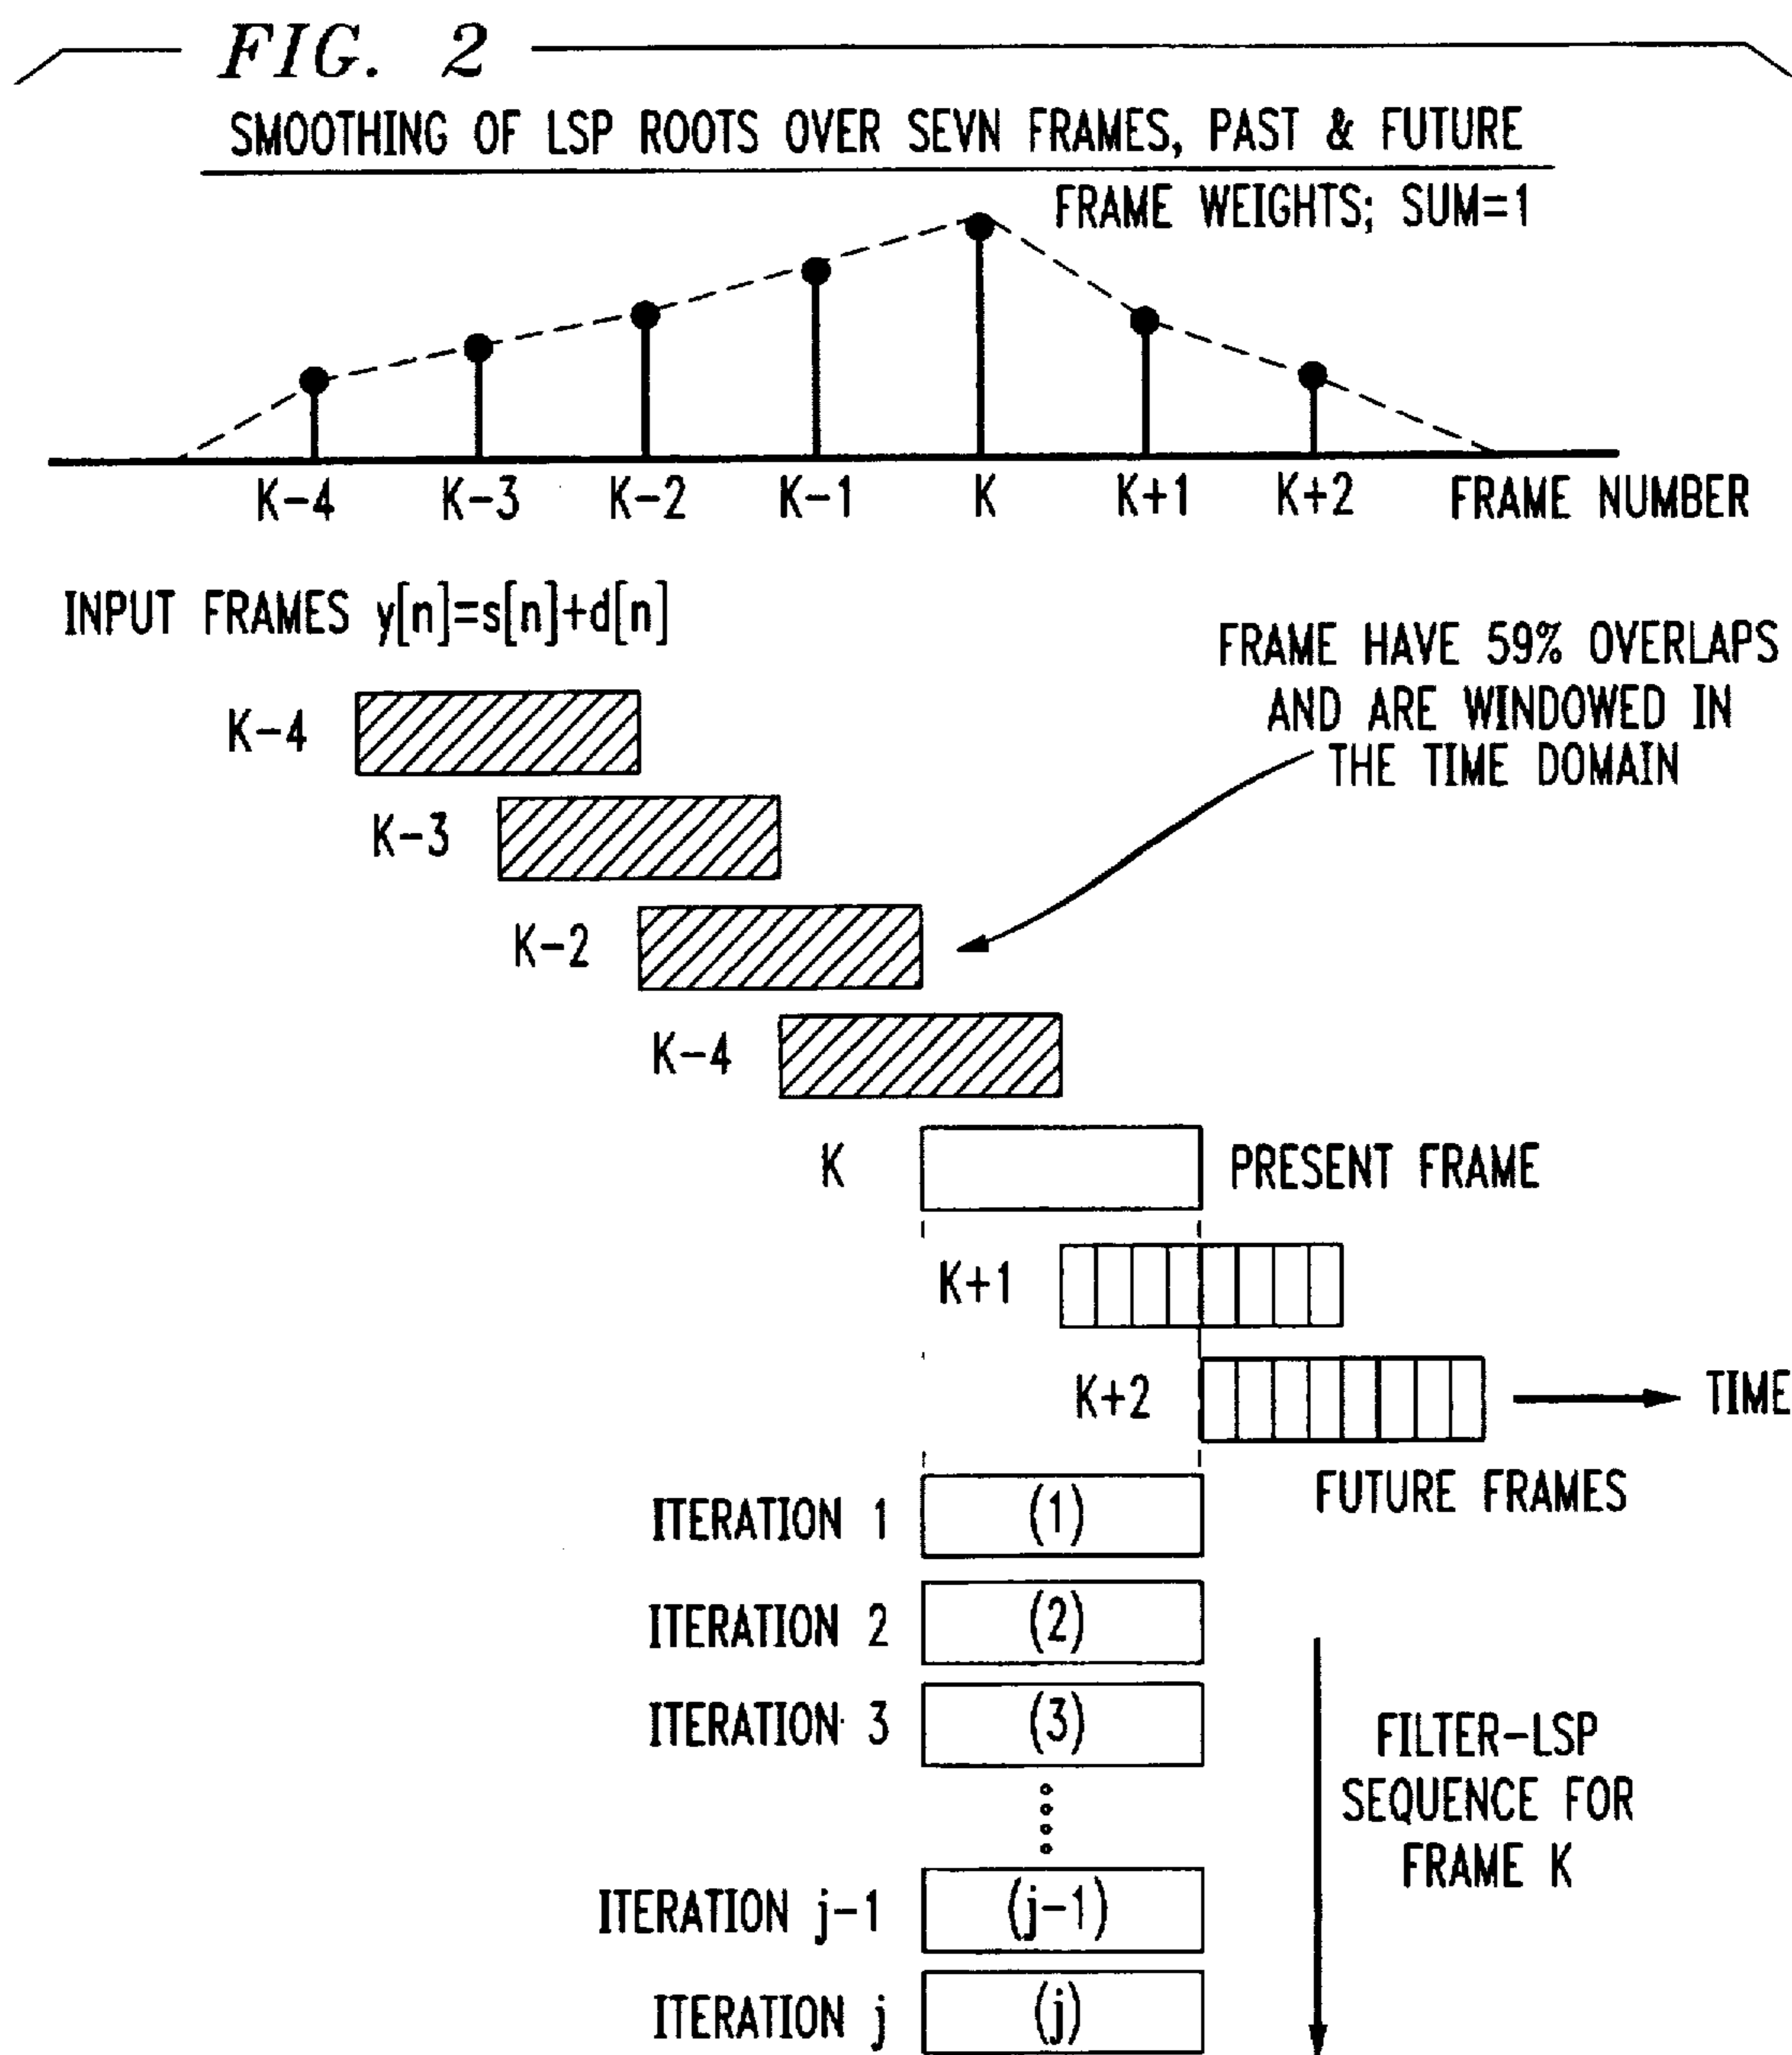 FIG. 2
SMOOTHING OF LSP ROOTS OVER SEVN FRAMES, PAST & FUTURE
FRAME WEIGHTS; SUM=1
K-4 K-3 K-2 K-1 K K+1 K+2 FRAME NUMBER
INPUT FRAMES y[n]=s[n]+d[n]
FRAME HAVE 59% OVERLAPS
AND ARE WINDOWED IN
THE TIME DOMAIN
K-4
K-3
K-2
K-4
K PRESENT FRAME
K+1
K+2 TIME
FUTURE FRAMES
ITERATION 1 (1)
ITERATION 2 (2)
ITERATION 3 (3)
FILTER-LSP
SEQUENCE FOR
FRAME K
ITERATION j-1 (j-1)
ITERATION j (j)